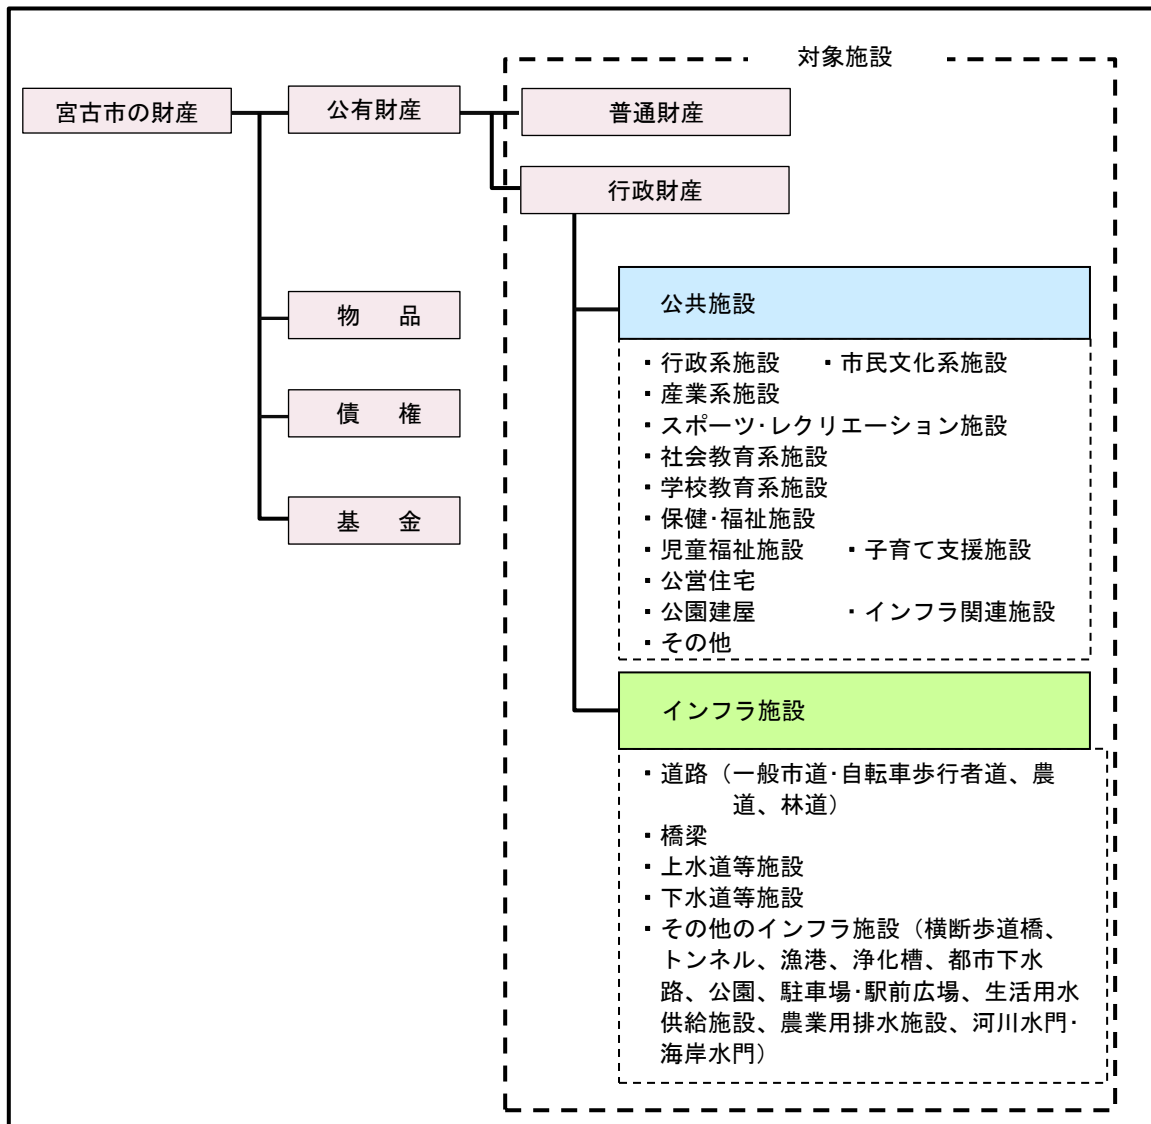 対象施設
宮古市の財産
公有財産
普通財産
行政財産
物　品
債　権
基　金
公共施設
・行政系施設　・市民文化系施設
・産業系施設
・スポーツ・レクリエーション施設
・社会教育系施設
・学校教育系施設
・保健・福祉施設
・児童福祉施設　・子育て支援施設
・公営住宅
・公園建屋　・インフラ関連施設
・その他
インフラ施設
・道路（一般市道・自転車歩行者道、農
道、林道）
・橋梁
・上水道等施設
・下水道等施設
・その他のインフラ施設（横断歩道橋、
トンネル、漁港、浄化槽、都市下水
路、公園、駐車場・駅前広場、生活用水
供給施設、農業用排水施設、河川水門・
海岸水門）